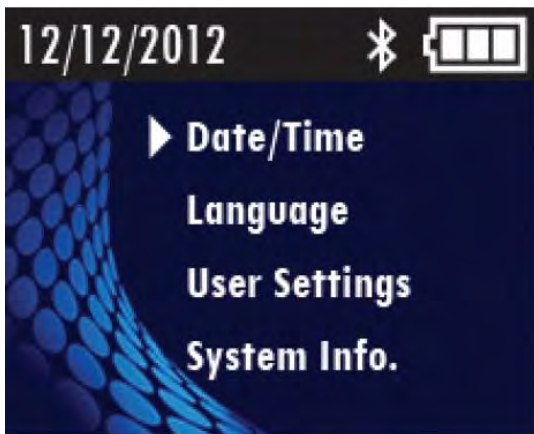 12/12/2012
Date/Time
Language
User Settings
System Info.